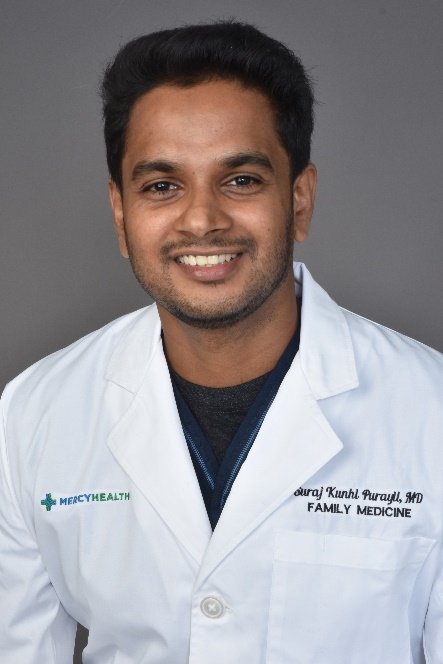 MERCYHEALTH
Suraj Kunhi Purayil, MD
FAMILY MEDICINE